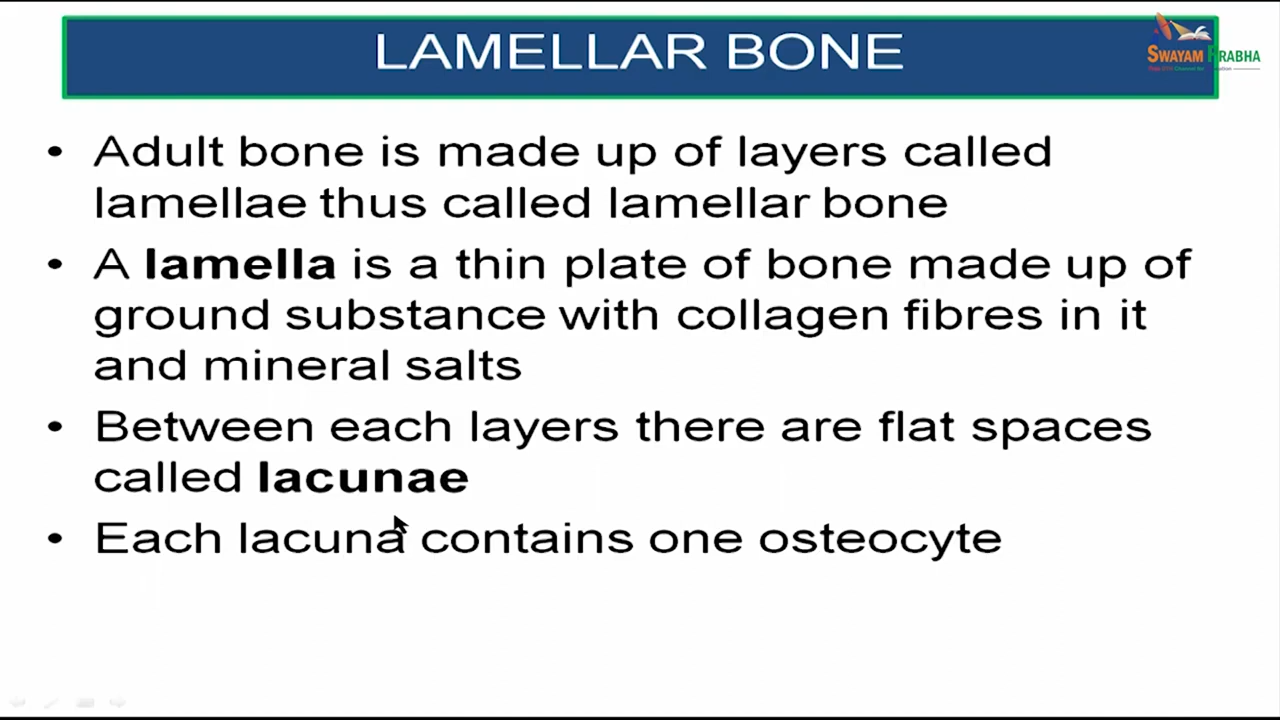 LAMELLAR BONE
SWAYAM PRABHA
• Adult bone is made up of layers called
lamellae thus called lamellar bone
• A lamella is a thin plate of bone made up of
ground substance with collagen fibres in it
and mineral salts
• Between each layers there are flat spaces
called lacunae
• Each lacuna contains one osteocyte